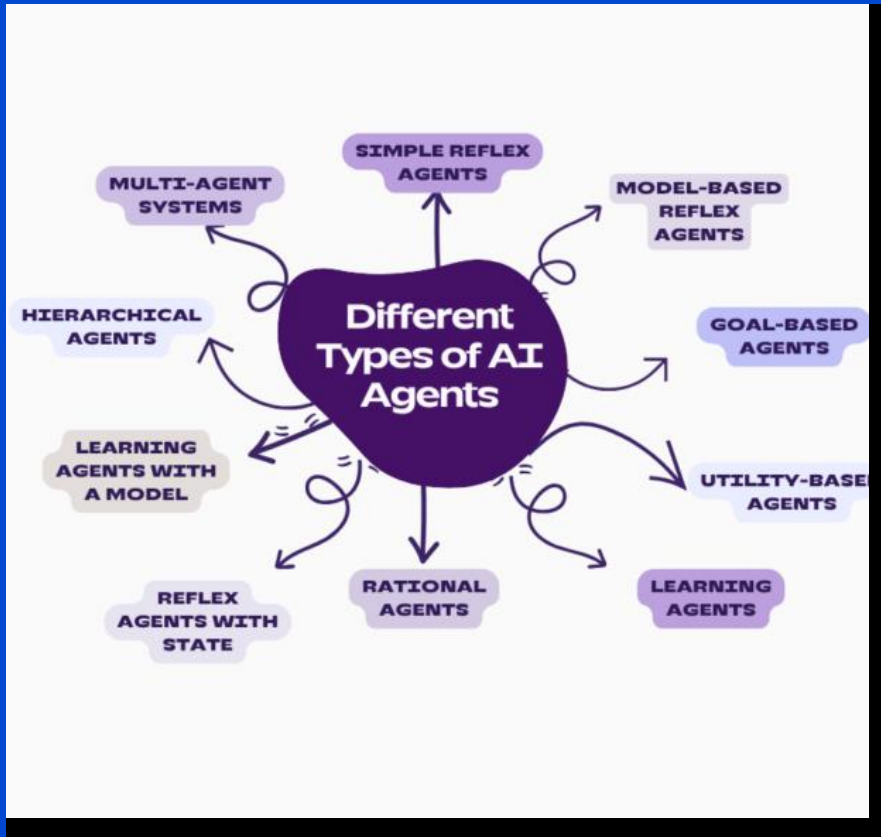 Different
Types of AI
Agents
SIMPLE REFLEX
AGENTS
MODEL-BASED
REFLEX
AGENTS
GOAL-BASED
AGENTS
UTILITY-BASE
AGENTS
LEARNING
AGENTS
RATIONAL
AGENTS
REFLEX
AGENTS WITH
STATE
LEARNING
AGENTS WITH
A MODEL
HIERARCHICAL
AGENTS
MULTI-AGENT
SYSTEMS